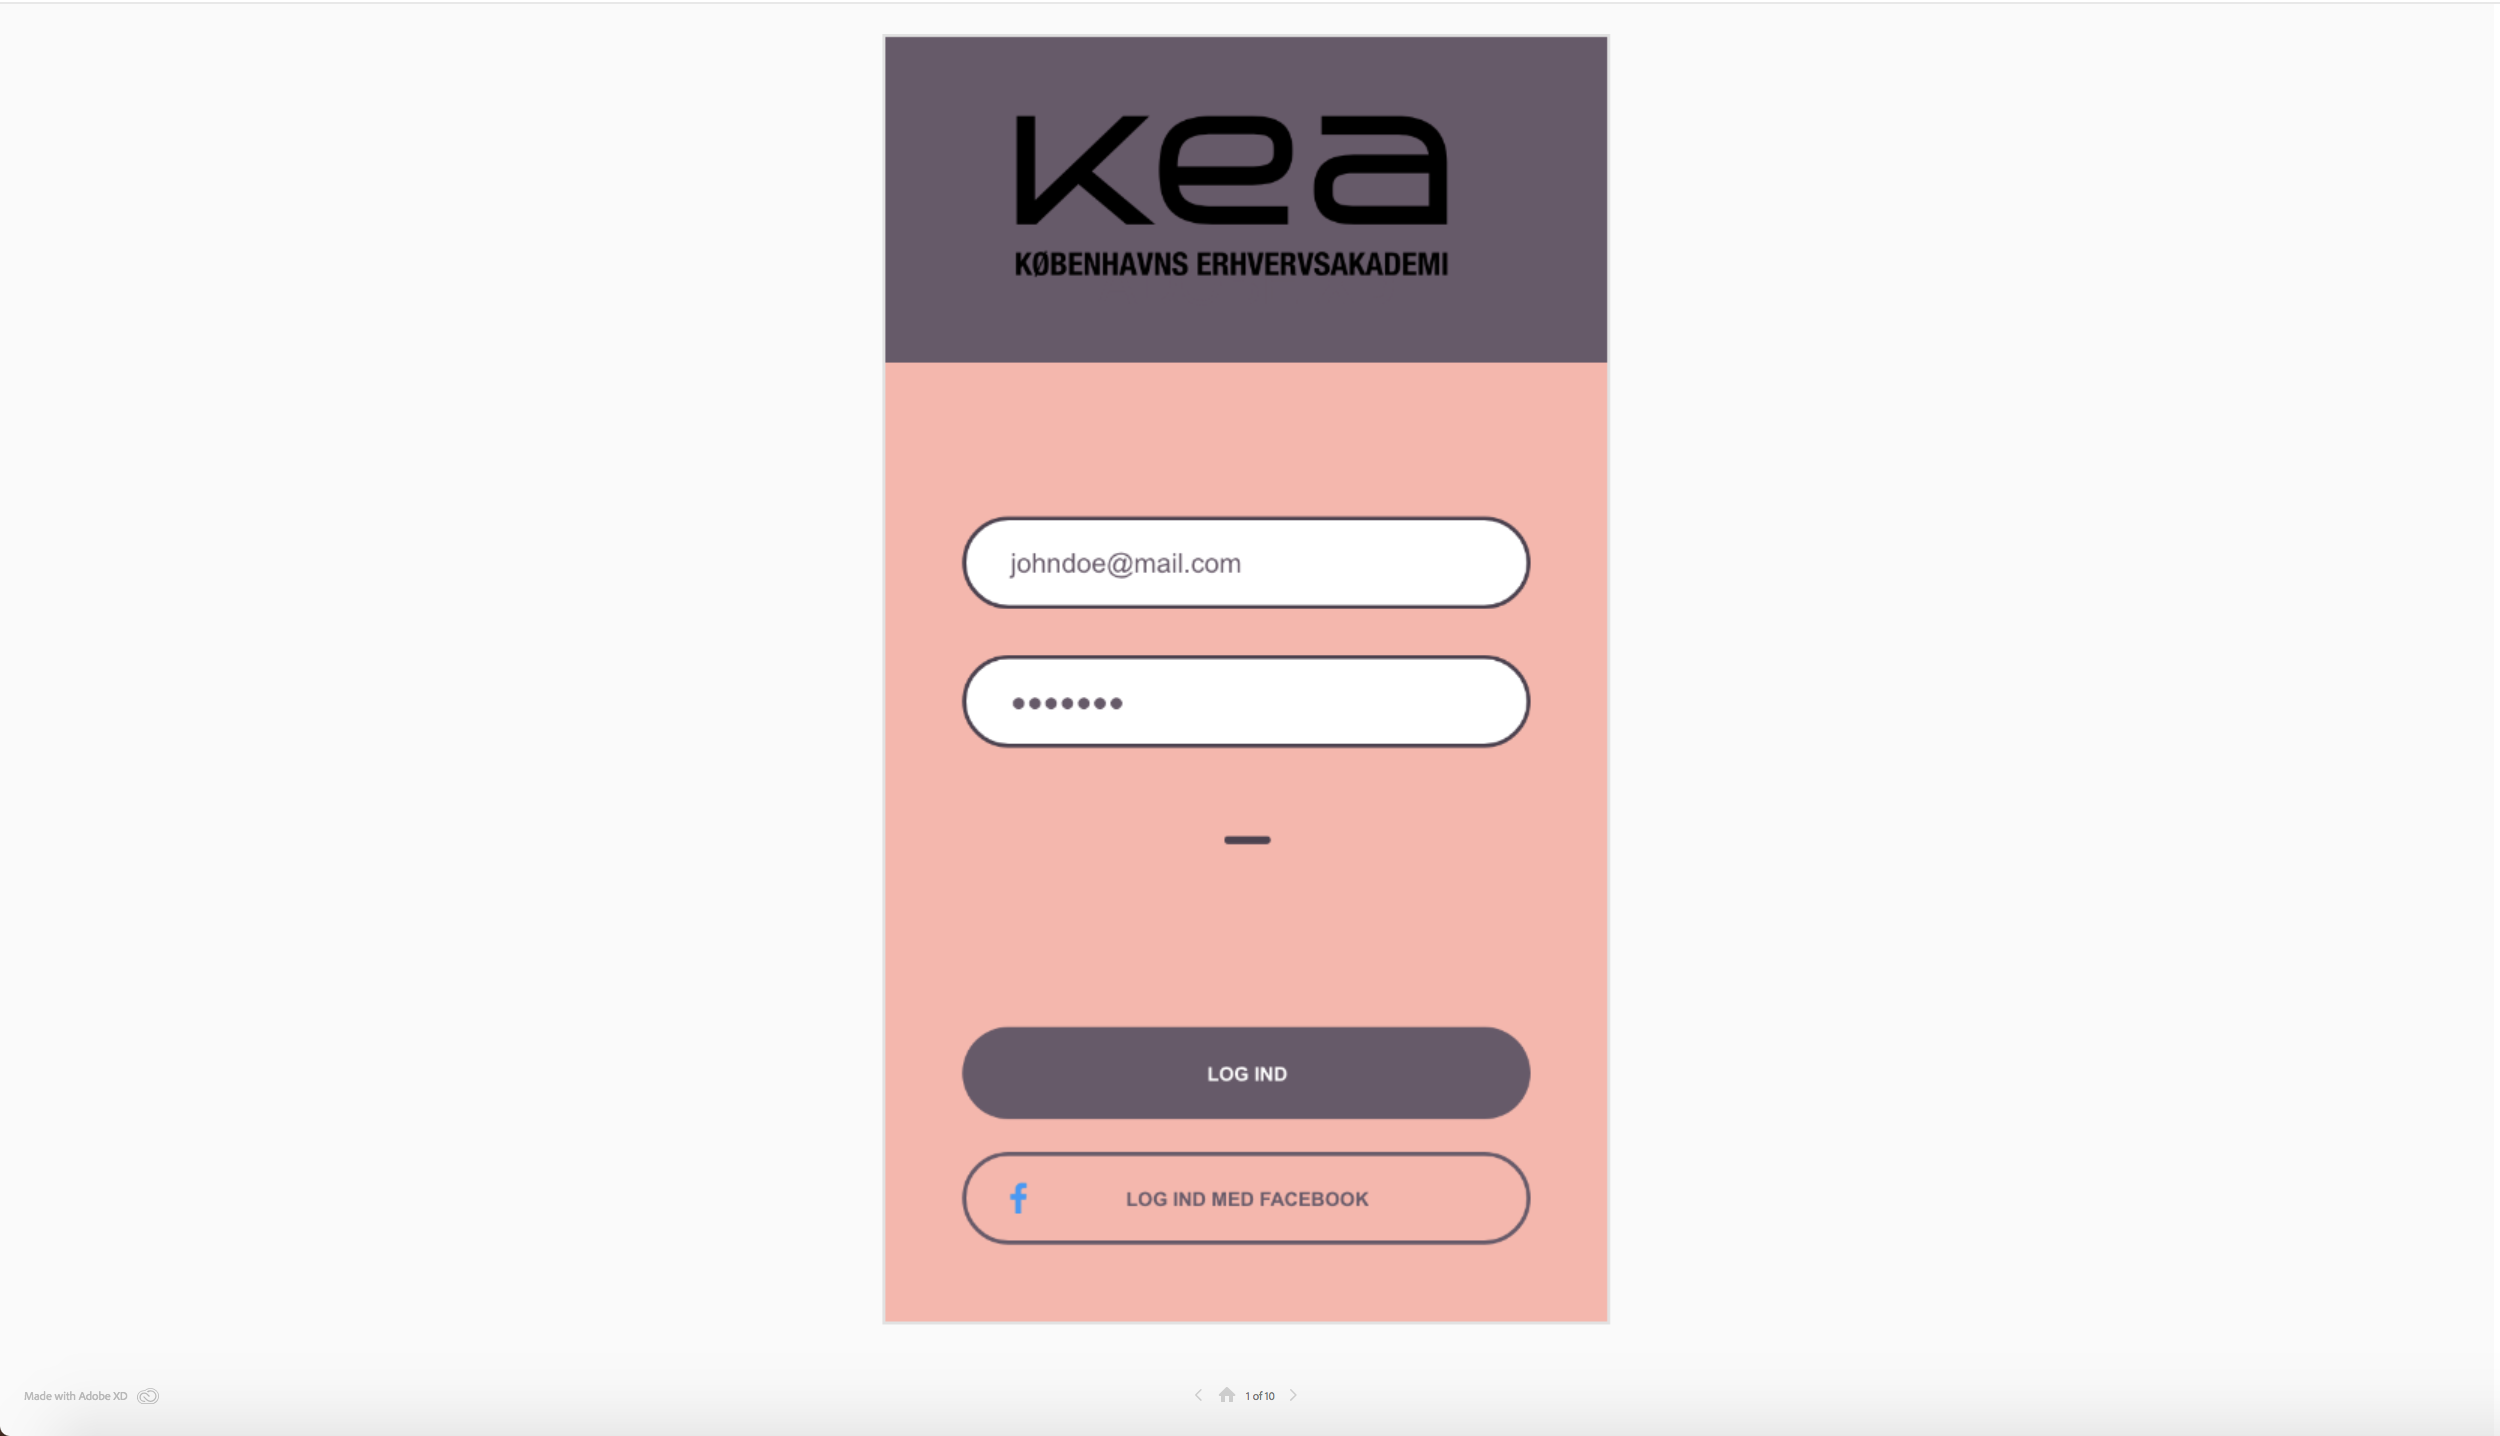 kea
KØBENHAVNS ERHVERVSAKADEMI
johndoe@mail.com
•••••••
LOG IND
f LOG IND MED FACEBOOK
Made with Adobe XD
1 of 10